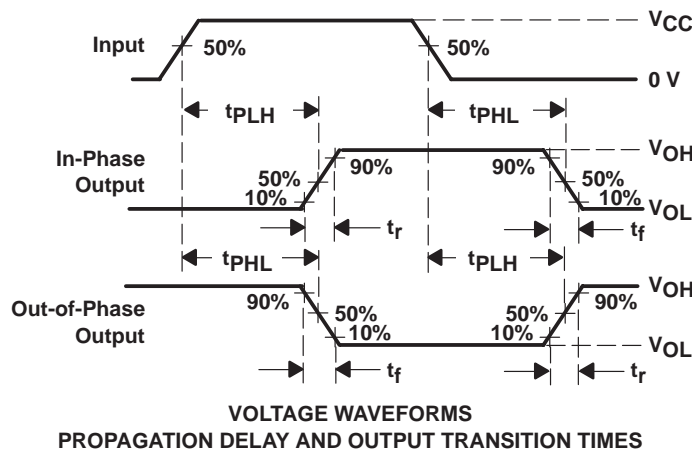 VCC
Input
50%
50%
0 V
tPLH
tPHL
In-Phase
Output
VOH
90%
90%
50%
50%
10%
10%
VOL
tr
tf
tPHL
tPLH
VOH
Out-of-Phase
Output
90%
90%
50%
50%
10%
10%
VOL
tf
tr
VOLTAGE WAVEFORMS
PROPAGATION DELAY AND OUTPUT TRANSITION TIMES